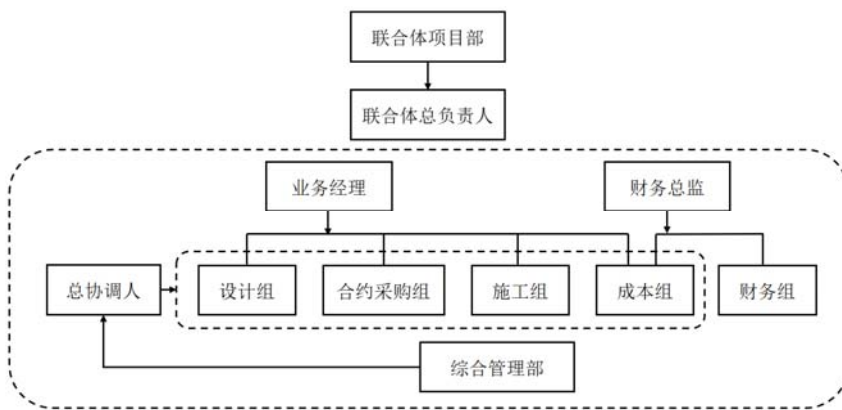 联合体项目部
联合体总负责人
业务经理
财务总监
总协调人
设计组
合约采购组
施工组
成本组
财务组
综合管理部